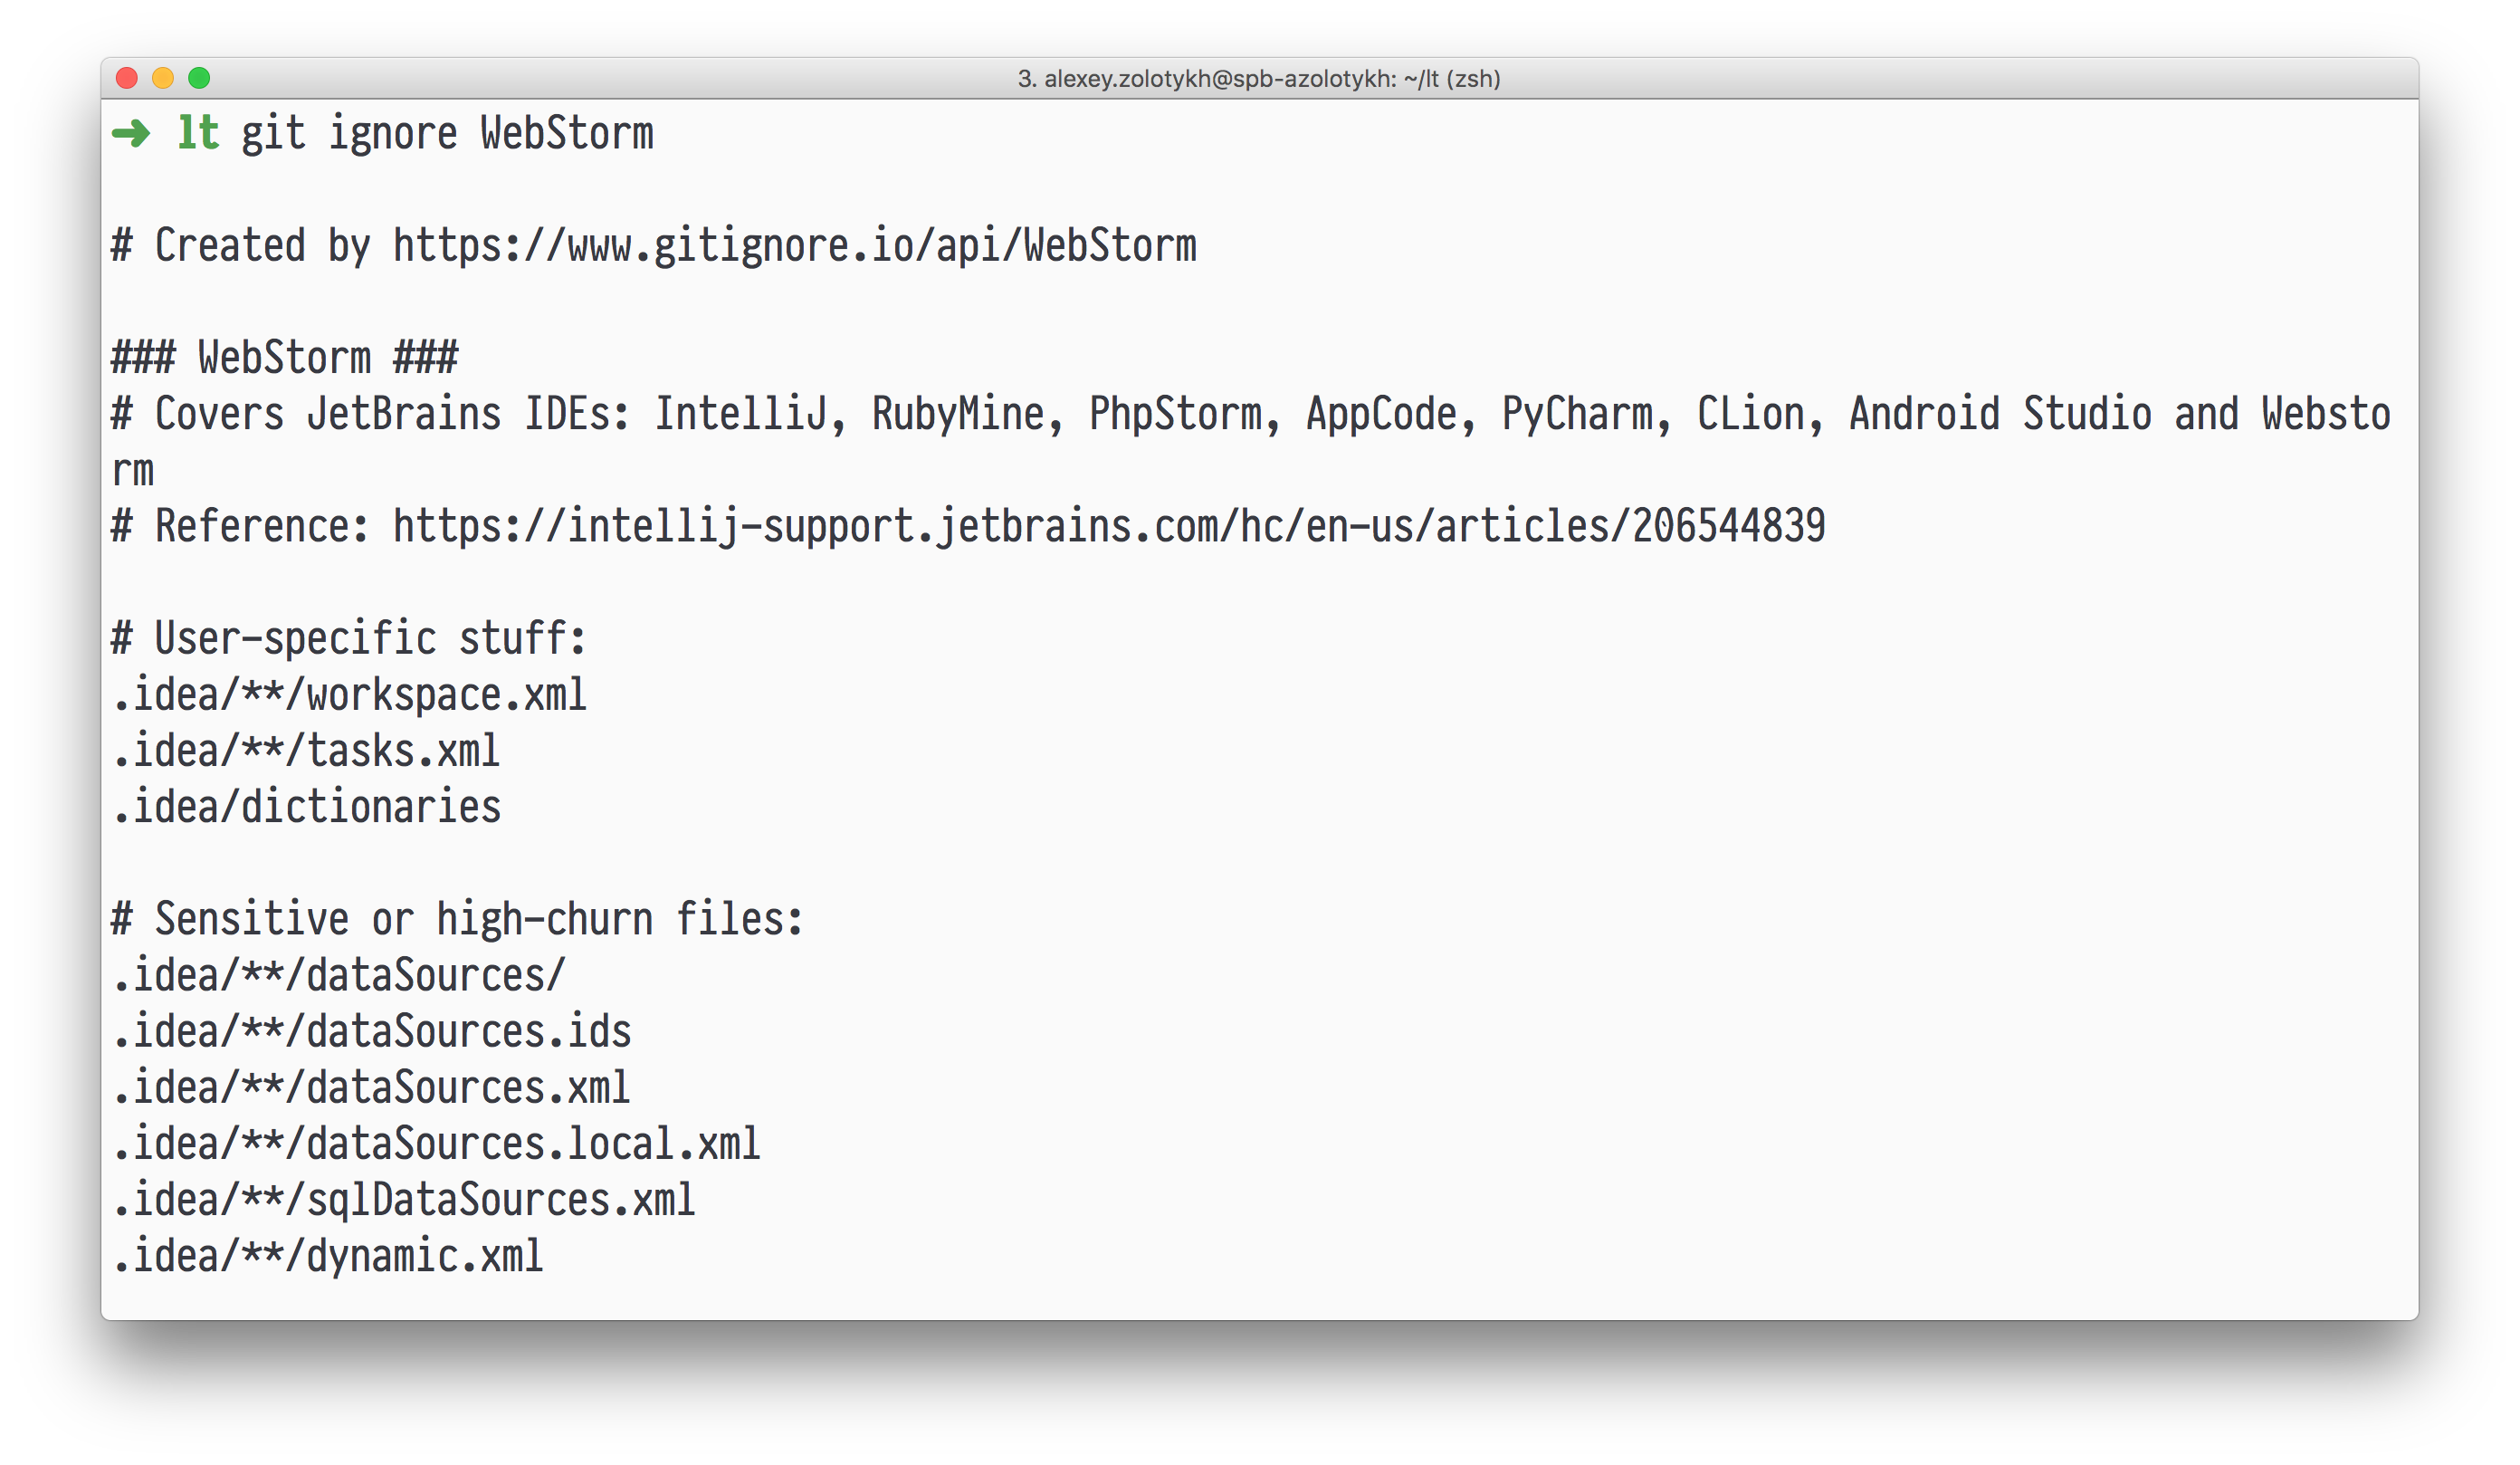 3. alexey.zolotykh@spb-azolotykh: ~/lt (zsh)
➜ lt git ignore WebStorm
# Created by https://www.gitignore.io/api/WebStorm
### WebStorm ###
# Covers JetBrains IDEs: IntelliJ, RubyMine, PhpStorm, AppCode, PyCharm, CLion, Android Studio and Websto
rm
# Reference: https://intellij-support.jetbrains.com/hc/en-us/articles/206544839
# User-specific stuff:
.idea/**/workspace.xml
.idea/**/tasks.xml
.idea/dictionaries
# Sensitive or high-churn files:
.idea/**/dataSources/
.idea/**/dataSources.ids
.idea/**/dataSources.xml
.idea/**/dataSources.local.xml
.idea/**/sqlDataSources.xml
.idea/**/dynamic.xml